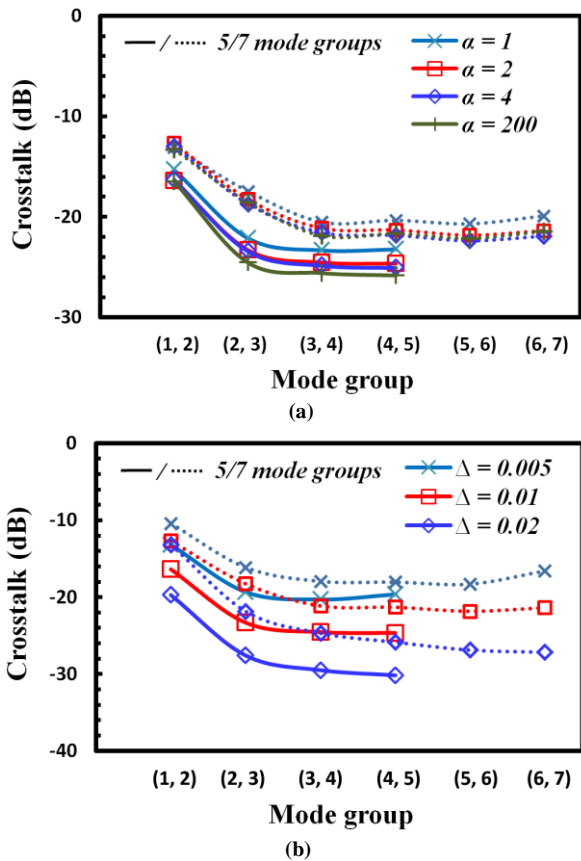 0
/ 5/7 mode groups
α = 1
α = 2
α = 4
α = 200
-10
-20
-30
Crosstalk (dB)
(1, 2) (2, 3) (3, 4) (4, 5) (5, 6) (6, 7)
Mode group
(a)
0
/ 5/7 mode groups
Δ = 0.005
Δ = 0.01
Δ = 0.02
-10
-20
-30
-40
Crosstalk (dB)
(1, 2) (2, 3) (3, 4) (4, 5) (5, 6) (6, 7)
Mode group
(b)